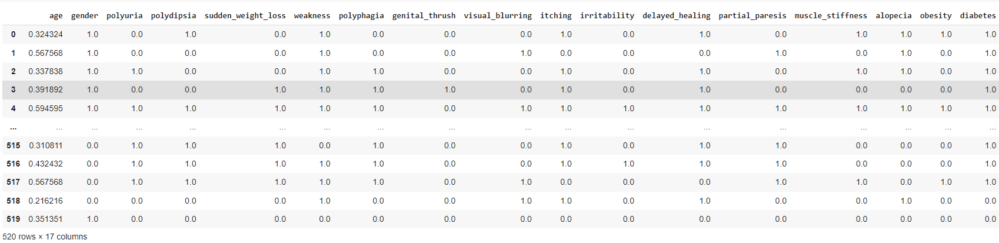 age gender polyuria polydipsia sudden_weight_loss weakness polyphagia genital_thrush visual_blurring itching irritability delayed_healing partial_paresis muscle_stiffness alopecia obesity diabetes
0 0.324324 1.0 0.0 1.0 0.0 1.0 0.0 0.0 0.0 1.0 0.0 1.0 0.0 1.0 1.0 1.0 1.0
1 0.567568 1.0 0.0 0.0 0.0 1.0 0.0 0.0 1.0 0.0 0.0 0.0 1.0 0.0 1.0 0.0 1.0
2 0.337838 1.0 1.0 0.0 0.0 1.0 1.0 0.0 0.0 1.0 0.0 1.0 0.0 1.0 1.0 0.0 1.0
3 0.391892 1.0 0.0 0.0 1.0 1.0 1.0 1.0 0.0 1.0 0.0 1.0 0.0 0.0 0.0 0.0 1.0
4 0.594595 1.0 1.0 1.0 1.0 1.0 1.0 0.0 1.0 1.0 1.0 1.0 1.0 1.0 1.0 1.0 1.0
... ... ... ... ... ... ... ... ... ... ... ... ... ... ... ... ... ...
515 0.310811 0.0 1.0 1.0 1.0 0.0 1.0 0.0 0.0 1.0 0.0 1.0 1.0 0.0 0.0 0.0 1.0
516 0.432432 0.0 1.0 1.0 1.0 1.0 1.0 0.0 0.0 1.0 1.0 1.0 1.0 0.0 0.0 0.0 1.0
517 0.567568 0.0 1.0 1.0 1.0 1.0 1.0 0.0 1.0 0.0 0.0 0.0 1.0 1.0 0.0 1.0 1.0
518 0.216216 0.0 0.0 0.0 0.0 1.0 0.0 0.0 1.0 1.0 0.0 1.0 0.0 0.0 1.0 0.0 0.0
519 0.351351 1.0 0.0 0.0 0.0 0.0 0.0 0.0 0.0 0.0 0.0 0.0 0.0 0.0 0.0 0.0 0.0
520 rows × 17 columns